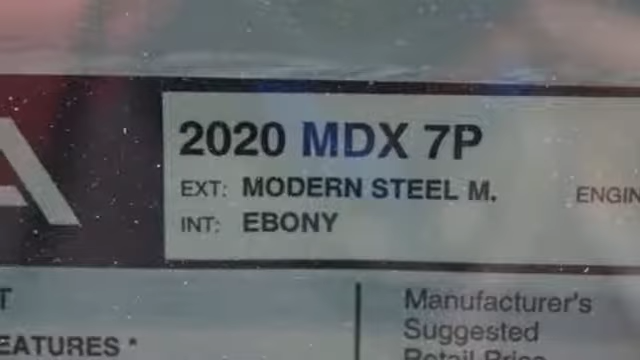 A
2020 MDX 7P
EXT: MODERN STEEL M.
ENGIN
INT: EBONY
T
EATURES *
Manufacturer's
Suggested
Retail Price